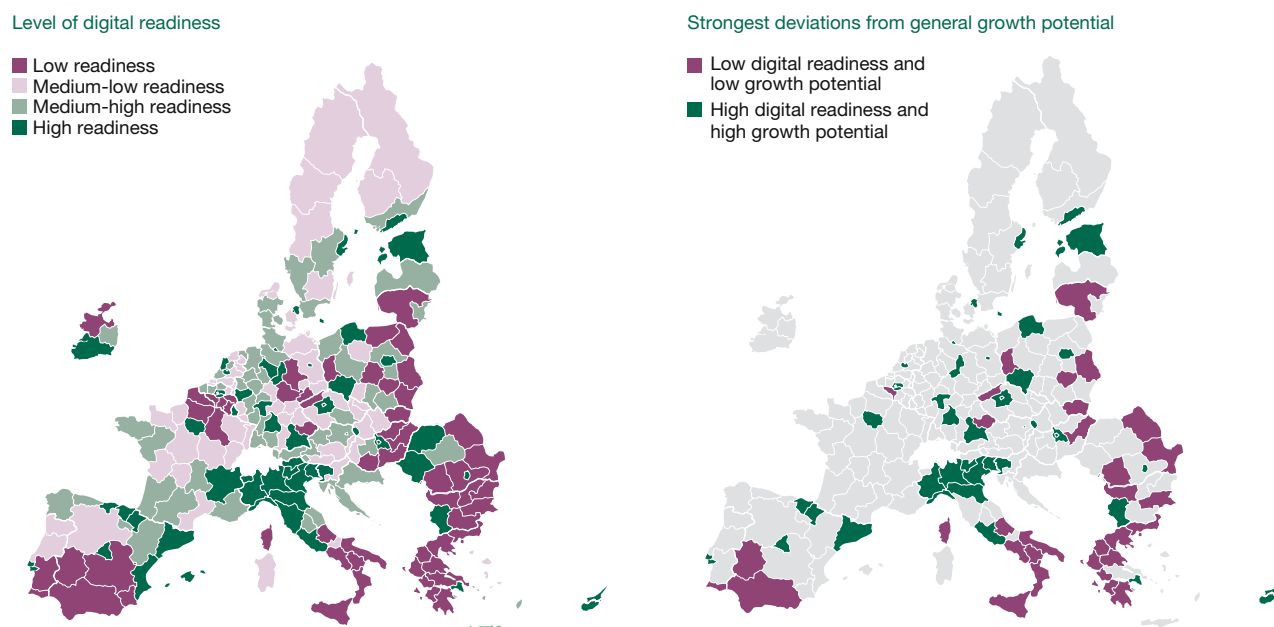 Level of digital readiness
Low readiness
Medium-low readiness
Medium-high readiness
High readiness
Strongest deviations from general growth potential
Low digital readiness and
low growth potential
High digital readiness and
high growth potential